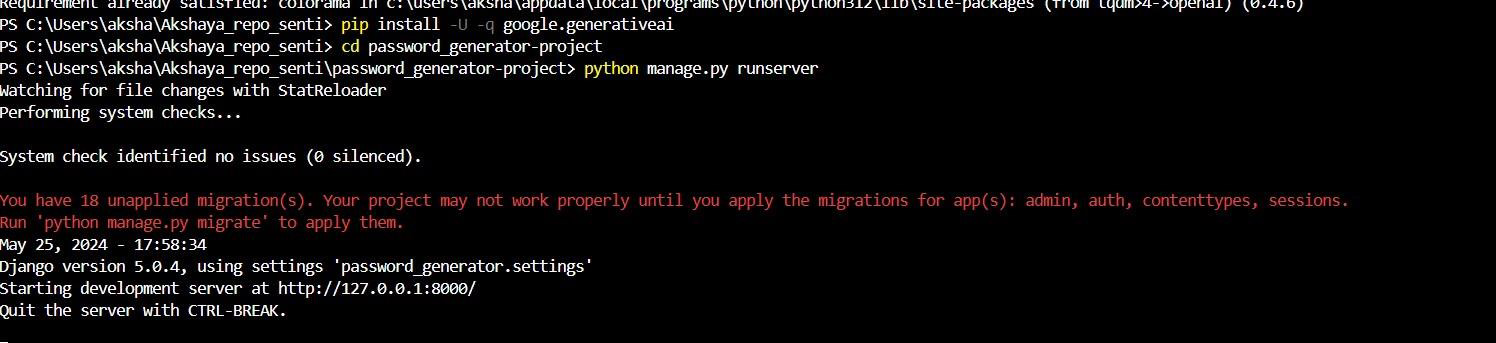 Requirement already satisfied: colorama in c:\users\aksha\appdata\local\programs\python\python312\lib\site-packages (from tqdm>4->openai) (0.4.6)
PS C:\Users\aksha\Akshaya_repo_senti> pip install -U -q google.generativeai
PS C:\Users\aksha\Akshaya_repo_senti> cd password_generator-project
PS C:\Users\aksha\Akshaya_repo_senti\password_generator-project> python manage.py runserver
Watching for file changes with StatReloader
Performing system checks...
System check identified no issues (0 silenced).
You have 18 unapplied migration(s). Your project may not work properly until you apply the migrations for app(s): admin, auth, contenttypes, sessions.
Run 'python manage.py migrate' to apply them.
May 25, 2024 - 17:58:34
Django version 5.0.4, using settings 'password_generator.settings'
Starting development server at http://127.0.0.1:8000/
Quit the server with CTRL-BREAK.